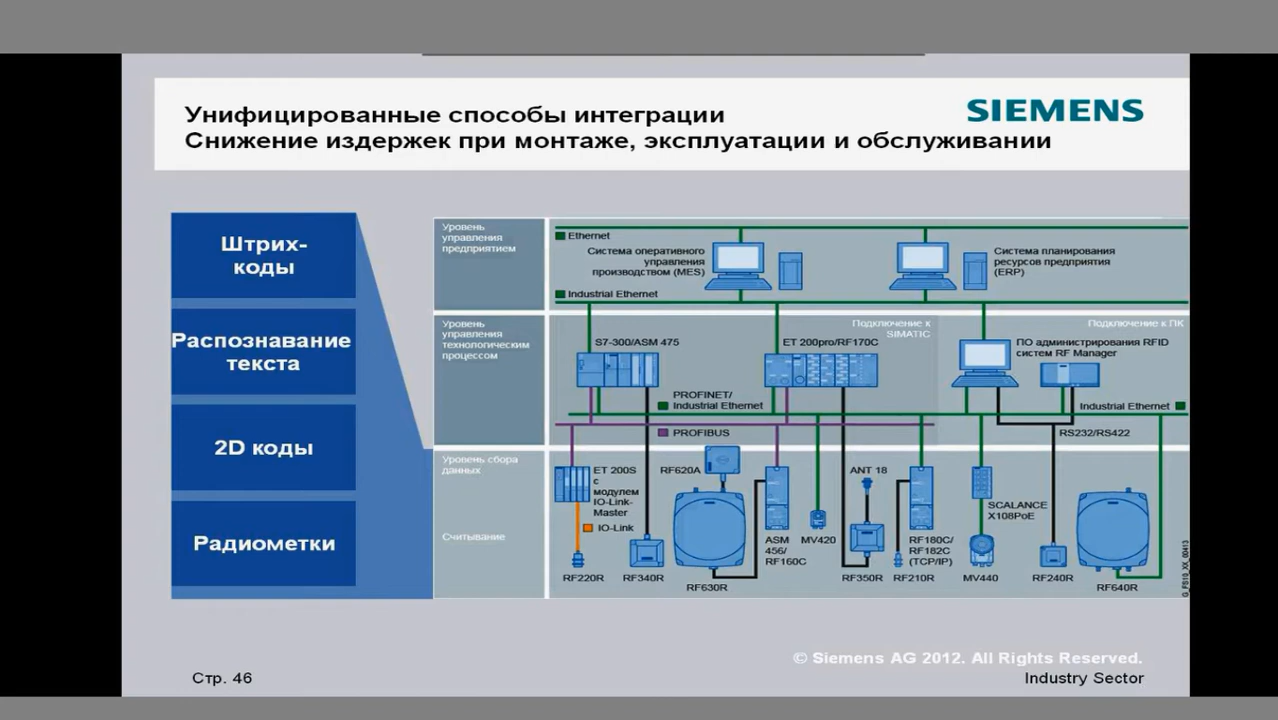 Унифицированные способы интеграции
Снижение издержек при монтаже, эксплуатации и обслуживании
SIEMENS
Штрих-
коды
Распознавание
текста
2D коды
Радиометки
Уровень
управления
предприятием
Ethernet
Система оперативного
управления
производством (MES)
Система планирования
ресурсов предприятия
(ERP)
Industrial Ethernet
Уровень
управления
технологическим
процессом
Подключение к
SIMATIC
Подключение к ПК
S7-300/ASM 475
ET 200pro/RF170C
ПО администрирования RFID
систем RF Manager
PROFINET/
Industrial Ethernet
Industrial Ethernet
PROFIBUS
RS232/RS422
Уровень сбора
данных
Считывание
ET 200S
с
модулем
IO-Link-
Master
IO-Link
RF620A
ANT 18
SCALANCE
X108PoE
ASM
456/
RF160C
MV420
RF180C/
RF182C
(TCP/IP)
RF220R
RF340R
RF630R
RF350R
RF210R
MV440
RF240R
RF640R
G_FS10_XX_00413
© Siemens AG 2012. All Rights Reserved.
Стр. 46
Industry Sector